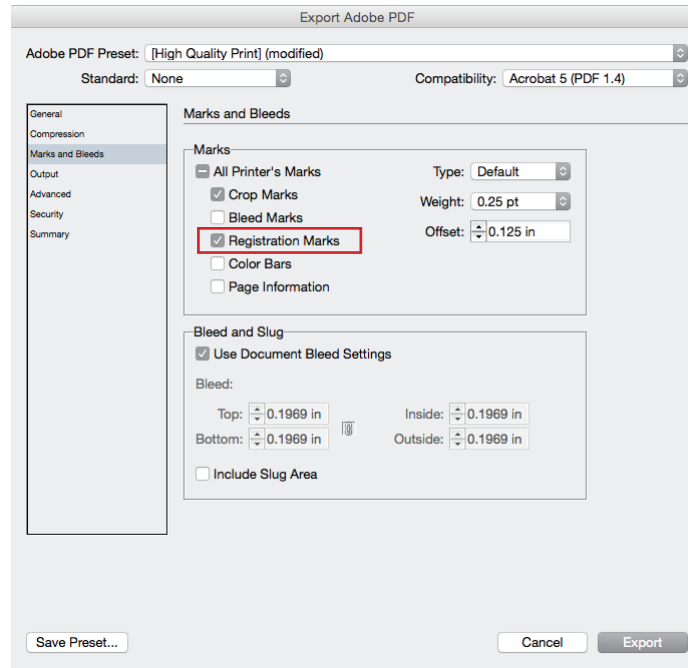 Export Adobe PDF
Adobe PDF Preset: [High Quality Print] (modified)
Standard: None Compatibility: Acrobat 5 (PDF 1.4)
General
Compression
Marks and Bleeds
Output
Advanced
Security
Summary
Marks and Bleeds
Marks
All Printer's Marks Type: Default
Crop Marks Weight: 0.25 pt
Bleed Marks
Registration Marks Offset: 0.125 in
Color Bars
Page Information
Bleed and Slug
Use Document Bleed Settings
Bleed:
Top: 0.1969 in Inside: 0.1969 in
Bottom: 0.1969 in Outside: 0.1969 in
Include Slug Area
Save Preset... Cancel Export